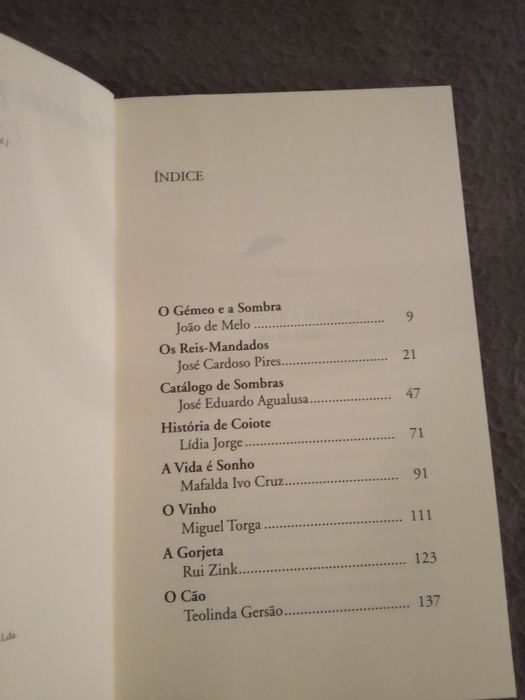 ÍNDICE
O Gémeo e a Sombra
João de Melo ................................ 9
Os Reis-Mandados
José Cardoso Pires........................... 21
Catálogo de Sombras
José Eduardo Agualusa..................... 47
História de Coiote
Lídia Jorge...................................... 71
A Vida é Sonho
Mafalda Ivo Cruz............................ 91
O Vinho
Miguel Torga ................................... 111
A Gorjeta
Rui Zink.......................................... 123
O Cão
Teolinda Gersão............................... 137
Lda.